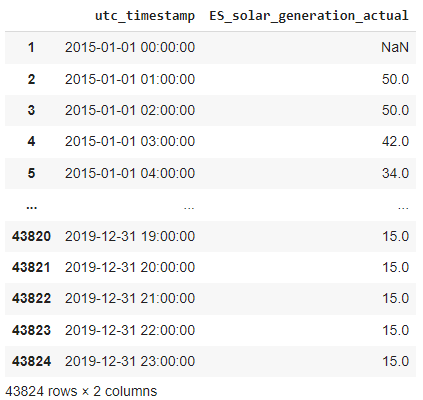 utc_timestamp ES_solar_generation_actual
1 2015-01-01 00:00:00 NaN
2 2015-01-01 01:00:00 50.0
3 2015-01-01 02:00:00 50.0
4 2015-01-01 03:00:00 42.0
5 2015-01-01 04:00:00 34.0
... ... ...
43820 2019-12-31 19:00:00 15.0
43821 2019-12-31 20:00:00 15.0
43822 2019-12-31 21:00:00 15.0
43823 2019-12-31 22:00:00 15.0
43824 2019-12-31 23:00:00 15.0
43824 rows × 2 columns